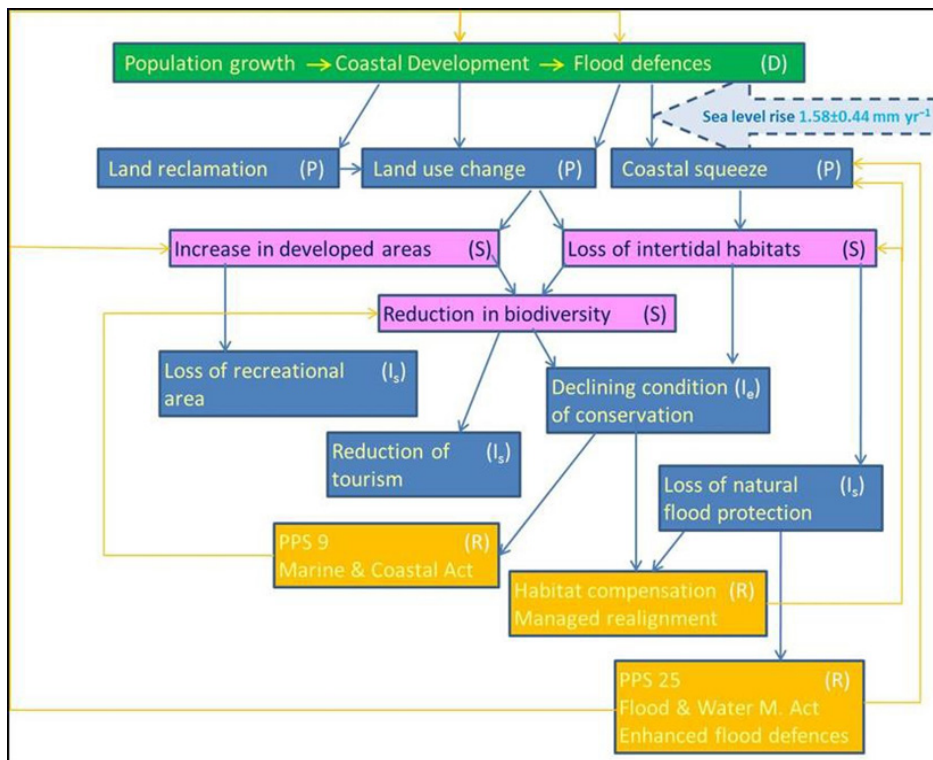 Population growth → Coastal Development → Flood defences (D)
Sea level rise 1.58±0.44 mm yr⁻¹
Land reclamation (P)
Land use change (P)
Coastal squeeze (P)
Increase in developed areas (S)
Loss of intertidal habitats (S)
Reduction in biodiversity (S)
Loss of recreational (Iₛ)
area
Declining condition (Iₑ)
of conservation
Reduction of (Iₛ)
tourism
Loss of natural (Iₛ)
flood protection
PPS 9 (R)
Marine & Coastal Act
Habitat compensation (R)
Managed realignment
PPS 25 (R)
Flood & Water M. Act
Enhanced flood defences